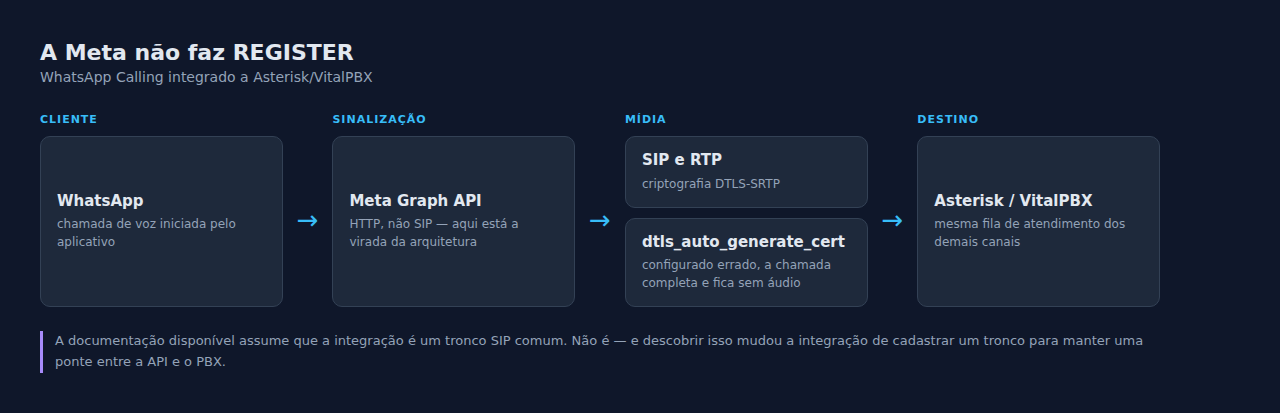 A Meta não faz REGISTER
WhatsApp Calling integrado a Asterisk/VitalPBX
CLIENTE
WhatsApp
chamada de voz iniciada pelo
aplicativo
→
SINALIZAÇÃO
Meta Graph API
HTTP, não SIP — aqui está a
virada da arquitetura
→
MÍDIA
SIP e RTP
criptografia DTLS-SRTP
dtls_auto_generate_cert
configurado errado, a chamada
completa e fica sem áudio
→
DESTINO
Asterisk / VitalPBX
mesma fila de atendimento dos
demais canais
A documentação disponível assume que a integração é um tronco SIP comum. Não é — e descobrir isso mudou a integração de cadastrar um tronco para manter uma
ponte entre a API e o PBX.